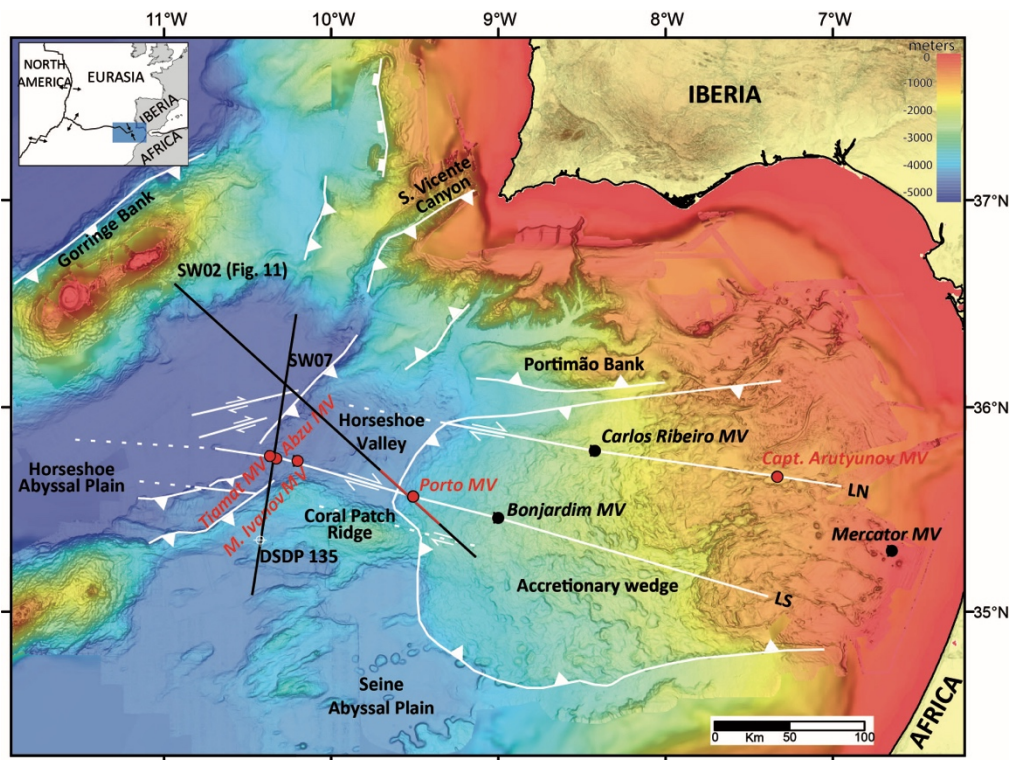 11°W
10°W
9°W
8°W
7°W
meters
0
-1000
-2000
-3000
-4000
-5000
NORTH
AMERICA
EURASIA
IBERIA
AFRICA
IBERIA
37°N
S. Vicente
Canyon
Gorringe Bank
SW02 (Fig. 11)
SW07
Portimão Bank
36°N
Horseshoe
Valley
Abzu MV
Tiamat MV
M. Ivanov MV
Carlos Ribeiro MV
Capt. Arutyunov MV
Horseshoe
Abyssal Plain
Porto MV
LN
Bonjardim MV
Coral Patch
Ridge
Mercator MV
DSDP 135
Accretionary wedge
LS
35°N
Seine
Abyssal Plain
AFRICA
0
50
100
Km